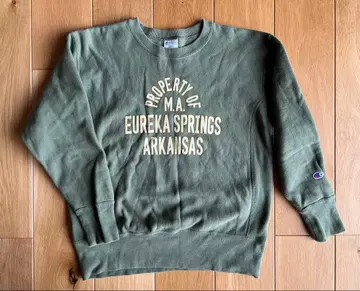 PROPERTY OF
M.A.
EUREKA SPRINGS
ARKANSAS